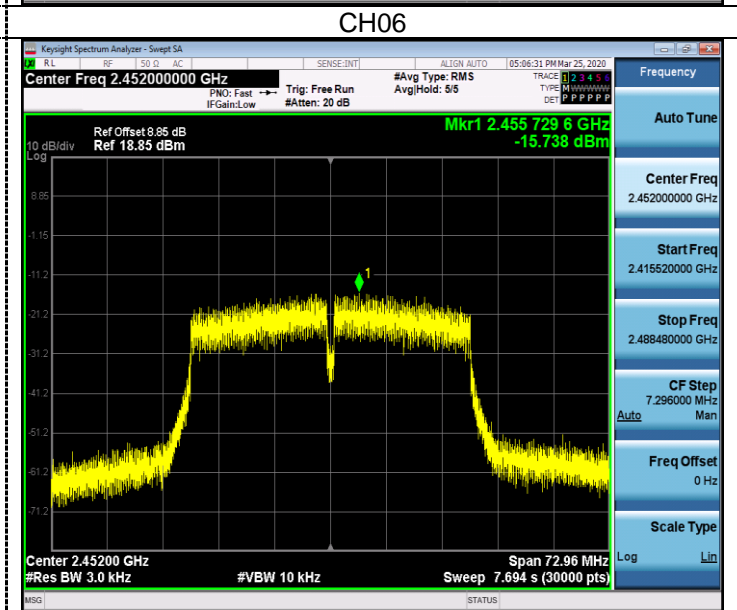 CH06
Keysight Spectrum Analyzer - Swept SA
RL RF 50 Ω AC SENSE:INT ALIGN AUTO 05:06:31 PM Mar 25, 2020
Center Freq 2.452000000 GHz
PNO: Fast
IFGain:Low
Trig: Free Run
#Atten: 20 dB
#Avg Type: RMS
Avg|Hold: 5/5
TRACE 1 2 3 4 5 6
TYPE M WWWWW
DET P P P P P P
Frequency
Auto Tune
Center Freq
2.452000000 GHz
Start Freq
2.415520000 GHz
Stop Freq
2.488480000 GHz
CF Step
7.296000 MHz
Auto Man
Freq Offset
0 Hz
Scale Type
Log Lin
Mkr1 2.455 729 6 GHz
-15.738 dBm
Ref Offset 8.85 dB
10 dB/div Ref 18.85 dBm
Log
8.85
-1.15
-11.2
1
-21.2
-31.2
-41.2
-51.2
-61.2
-71.2
Center 2.45200 GHz Span 72.96 MHz
#Res BW 3.0 kHz #VBW 10 kHz Sweep 7.694 s (30000 pts)
MSG STATUS